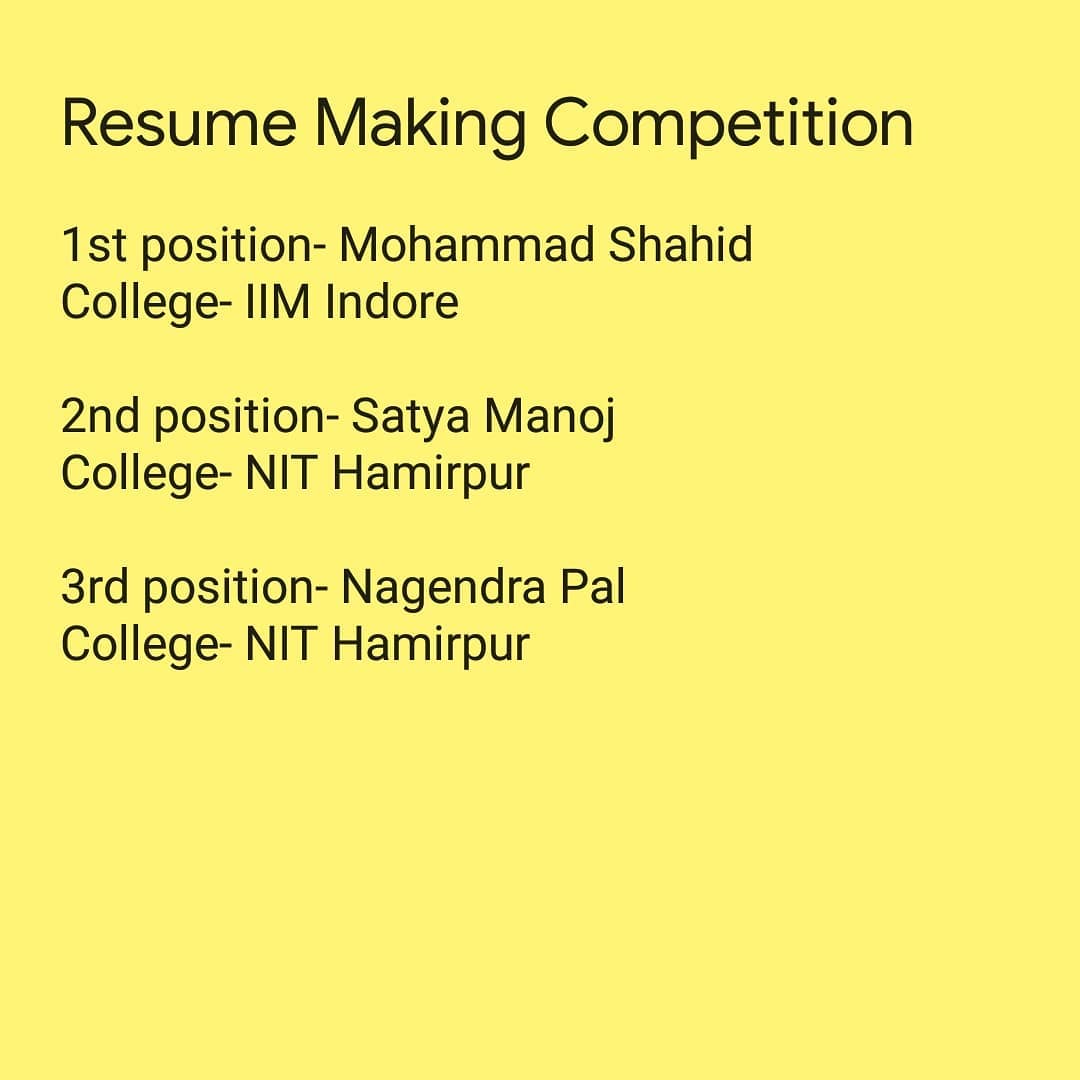 Resume Making Competition
1st position- Mohammad Shahid
College- IIM Indore
2nd position- Satya Manoj
College- NIT Hamirpur
3rd position- Nagendra Pal
College- NIT Hamirpur